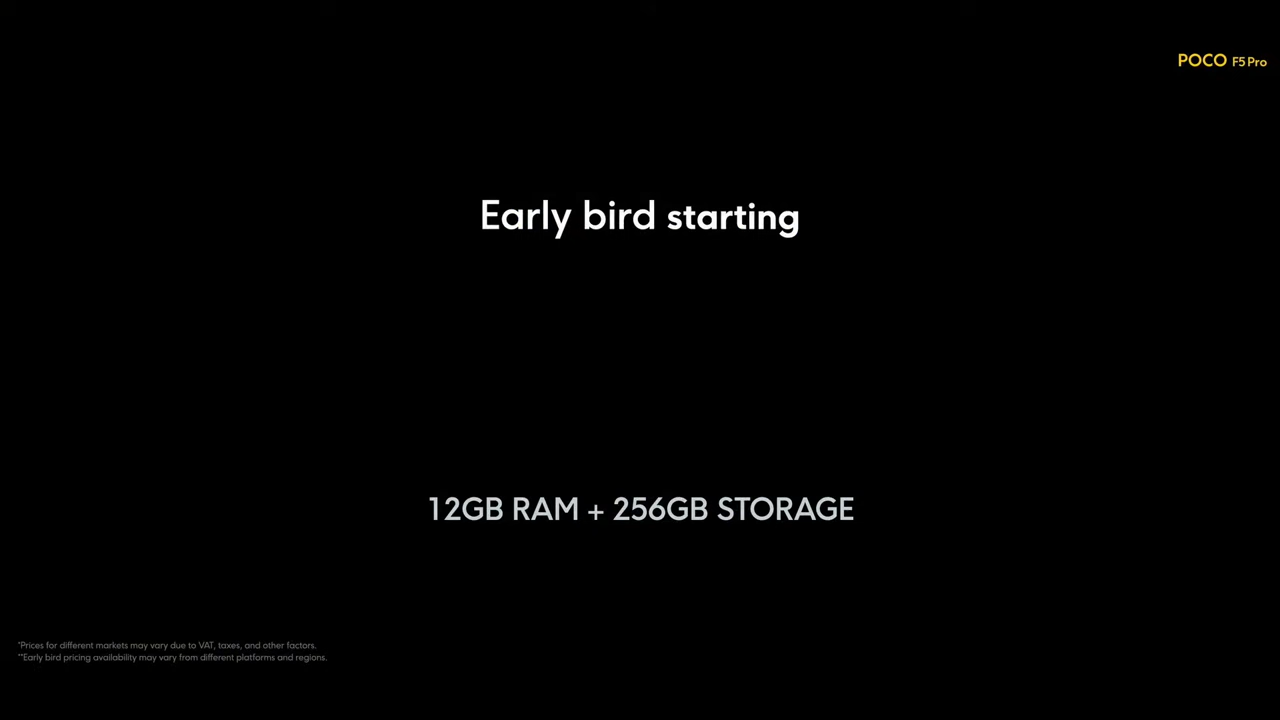 POCO F5 Pro
Early bird starting
12GB RAM + 256GB STORAGE
*Prices for different markets may vary due to VAT, taxes, and other factors.
**Early bird pricing availability may vary from different platforms and regions.